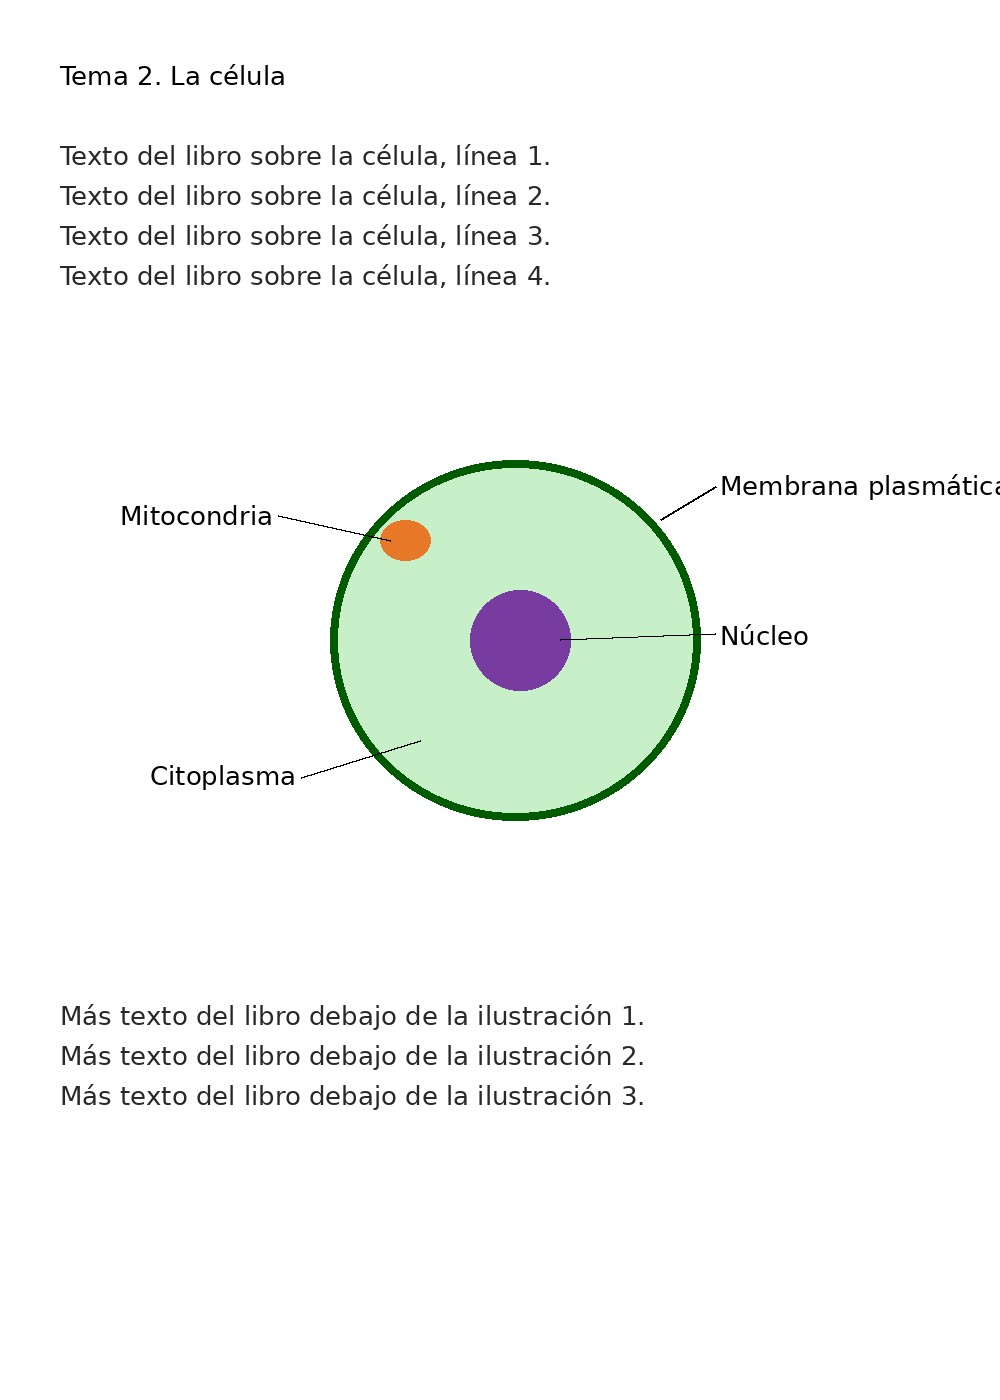 Tema 2. La célula
Texto del libro sobre la célula, línea 1.
Texto del libro sobre la célula, línea 2.
Texto del libro sobre la célula, línea 3.
Texto del libro sobre la célula, línea 4.
Membrana plasmática
Mitocondria
Núcleo
Citoplasma
Más texto del libro debajo de la ilustración 1.
Más texto del libro debajo de la ilustración 2.
Más texto del libro debajo de la ilustración 3.